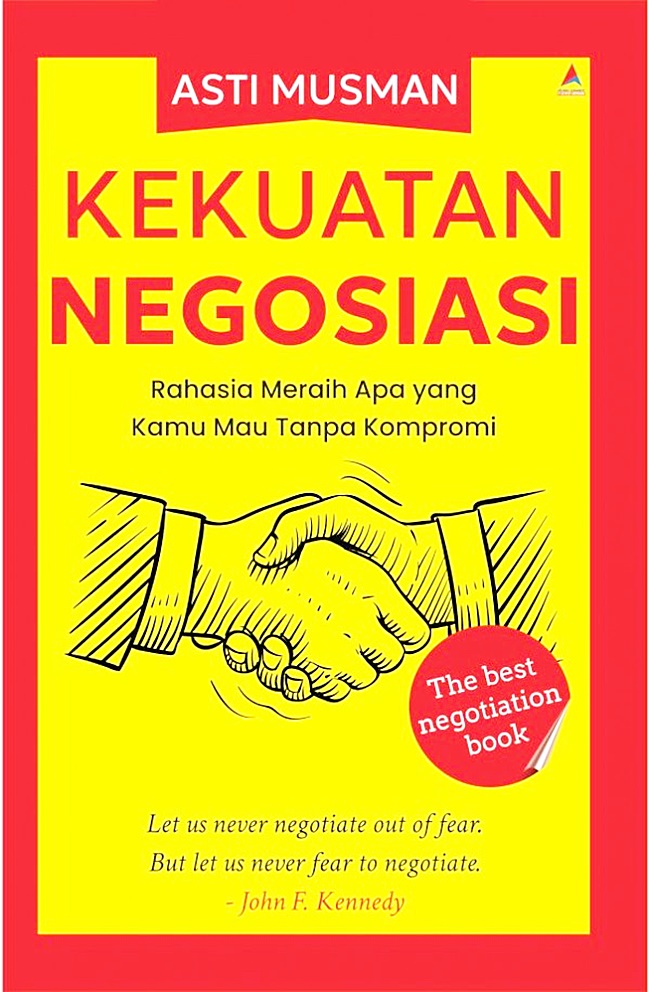 ASTI MUSMAN
KEKUATAN
NEGOSIASI
Rahasia Meraih Apa yang
Kamu Mau Tanpa Kompromi
The best
negotiation
book
Let us never negotiate out of fear.
But let us never fear to negotiate.
- John F. Kennedy